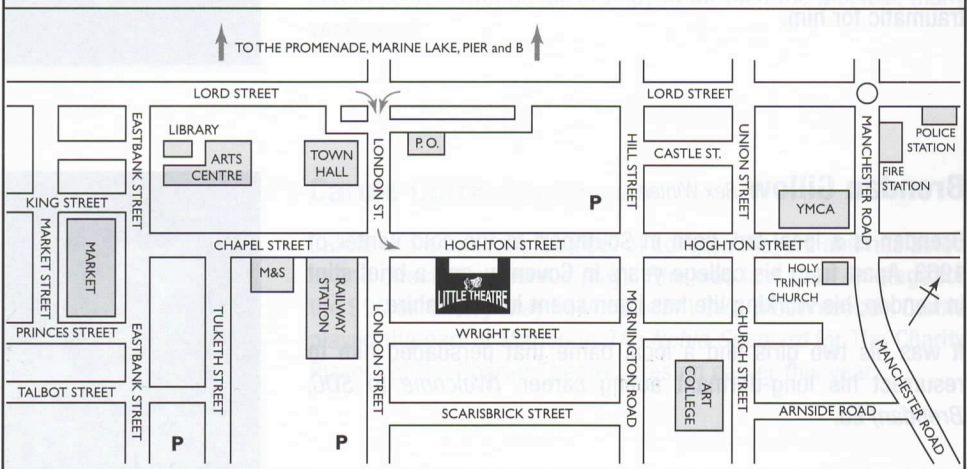 TO THE PROMENADE, MARINE LAKE, PIER and B
LORD STREET
LORD STREET
EASTBANK STREET
LIBRARY
ARTS
CENTRE
TOWN
HALL
LONDON ST.
P.O.
HILL STREET
CASTLE ST.
UNION STREET
MANCHESTER ROAD
POLICE
STATION
FIRE
STATION
P
YMCA
KING STREET
MARKET STREET
MARKET
CHAPEL STREET
HOGHTON STREET
HOGHTON STREET
M&S
RAILWAY
STATION
LITTLE THEATRE
HOLY
TRINITY
CHURCH
PRINCES STREET
EASTBANK STREET
TULKETH STREET
LONDON STREET
WRIGHT STREET
MORNINGTON ROAD
CHURCH STREET
MANCHESTER ROAD
TALBOT STREET
ART
COLLEGE
SCARISBRICK STREET
ARNSIDE ROAD
P
P